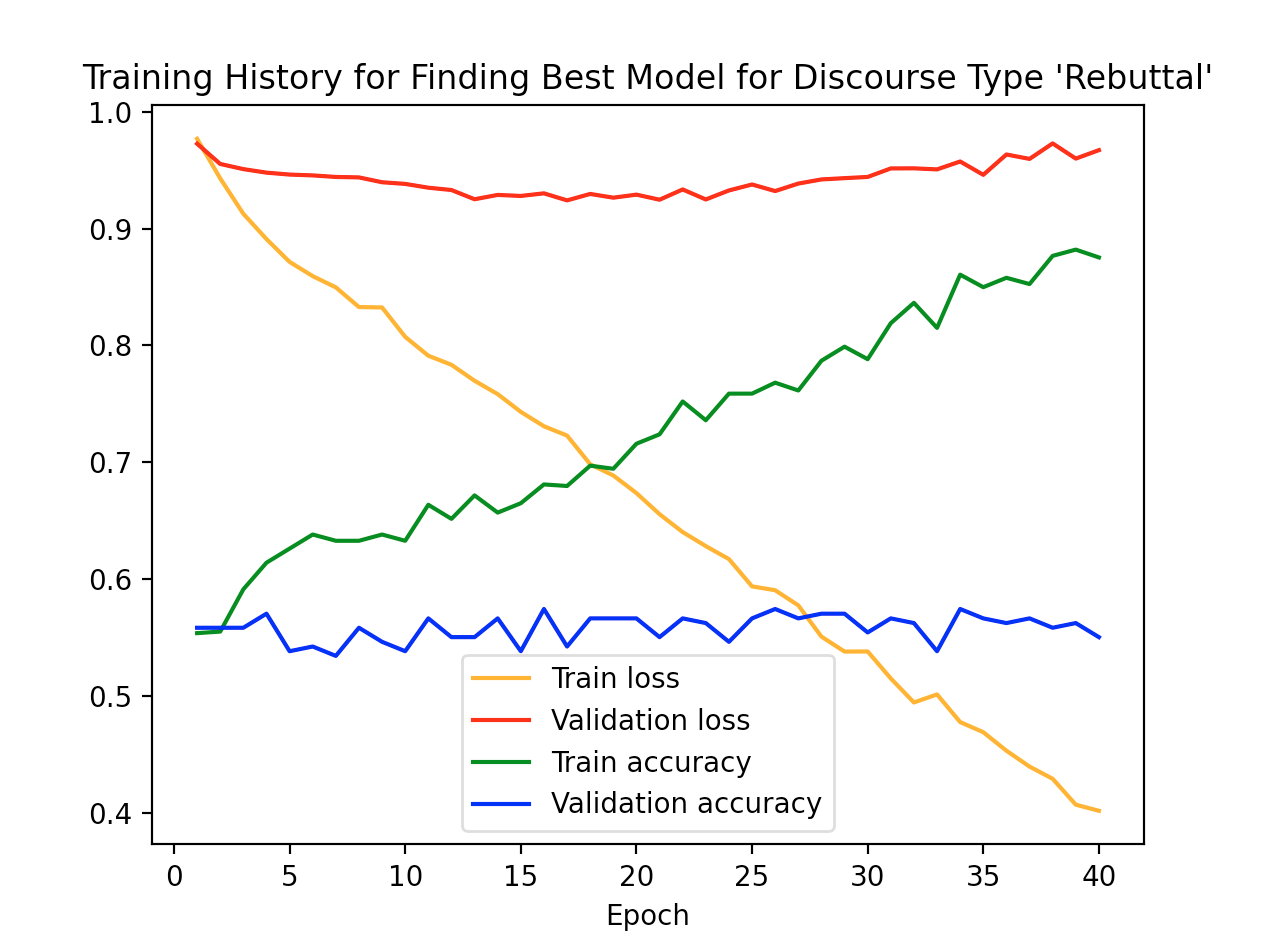 Training History for Finding Best Model for Discourse Type 'Rebuttal'
1.0
0.9
0.8
0.7
0.6
0.5
0.4
Train loss
Validation loss
Train accuracy
Validation accuracy
0 5 10 15 20 25 30 35 40
Epoch